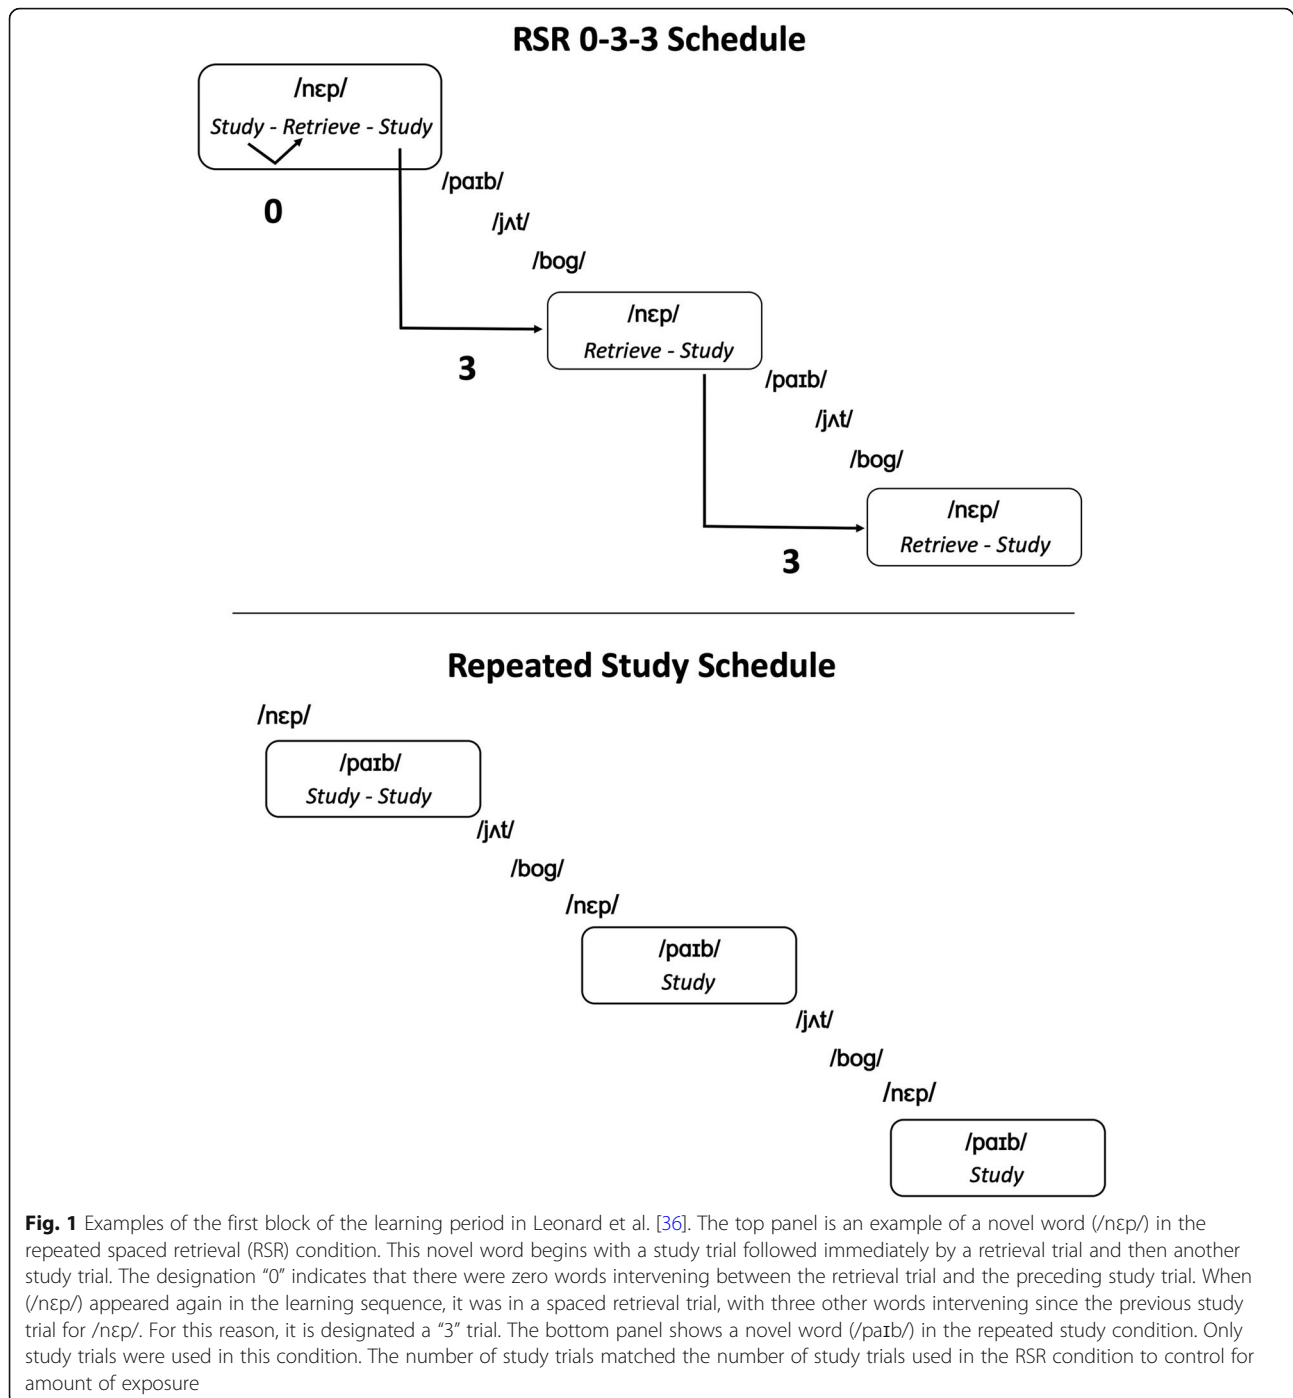 RSR 0-3-3 Schedule
/nɛp/
Study - Retrieve - Study
0
/paɪb/
/jʌt/
/bog/
/nɛp/
Retrieve - Study
3
/paɪb/
/jʌt/
/bog/
/nɛp/
Retrieve - Study
3
Repeated Study Schedule
/nɛp/
/paɪb/
Study - Study
/jʌt/
/bog/
/nɛp/
/paɪb/
Study
/jʌt/
/bog/
/nɛp/
/paɪb/
Study
Fig. 1 Examples of the first block of the learning period in Leonard et al. [36]. The top panel is an example of a novel word (/nɛp/) in the
repeated spaced retrieval (RSR) condition. This novel word begins with a study trial followed immediately by a retrieval trial and then another
study trial. The designation “0” indicates that there were zero words intervening between the retrieval trial and the preceding study trial. When
(/nɛp/) appeared again in the learning sequence, it was in a spaced retrieval trial, with three other words intervening since the previous study
trial for /nɛp/. For this reason, it is designated a “3” trial. The bottom panel shows a novel word (/paɪb/) in the repeated study condition. Only
study trials were used in this condition. The number of study trials matched the number of study trials used in the RSR condition to control for
amount of exposure